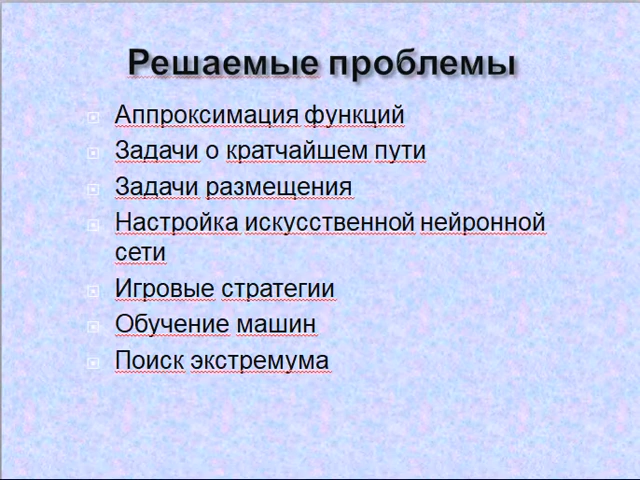 Решаемые проблемы
Аппроксимация функций
Задачи о кратчайшем пути
Задачи размещения
Настройка искусственной нейронной
сети
Игровые стратегии
Обучение машин
Поиск экстремума